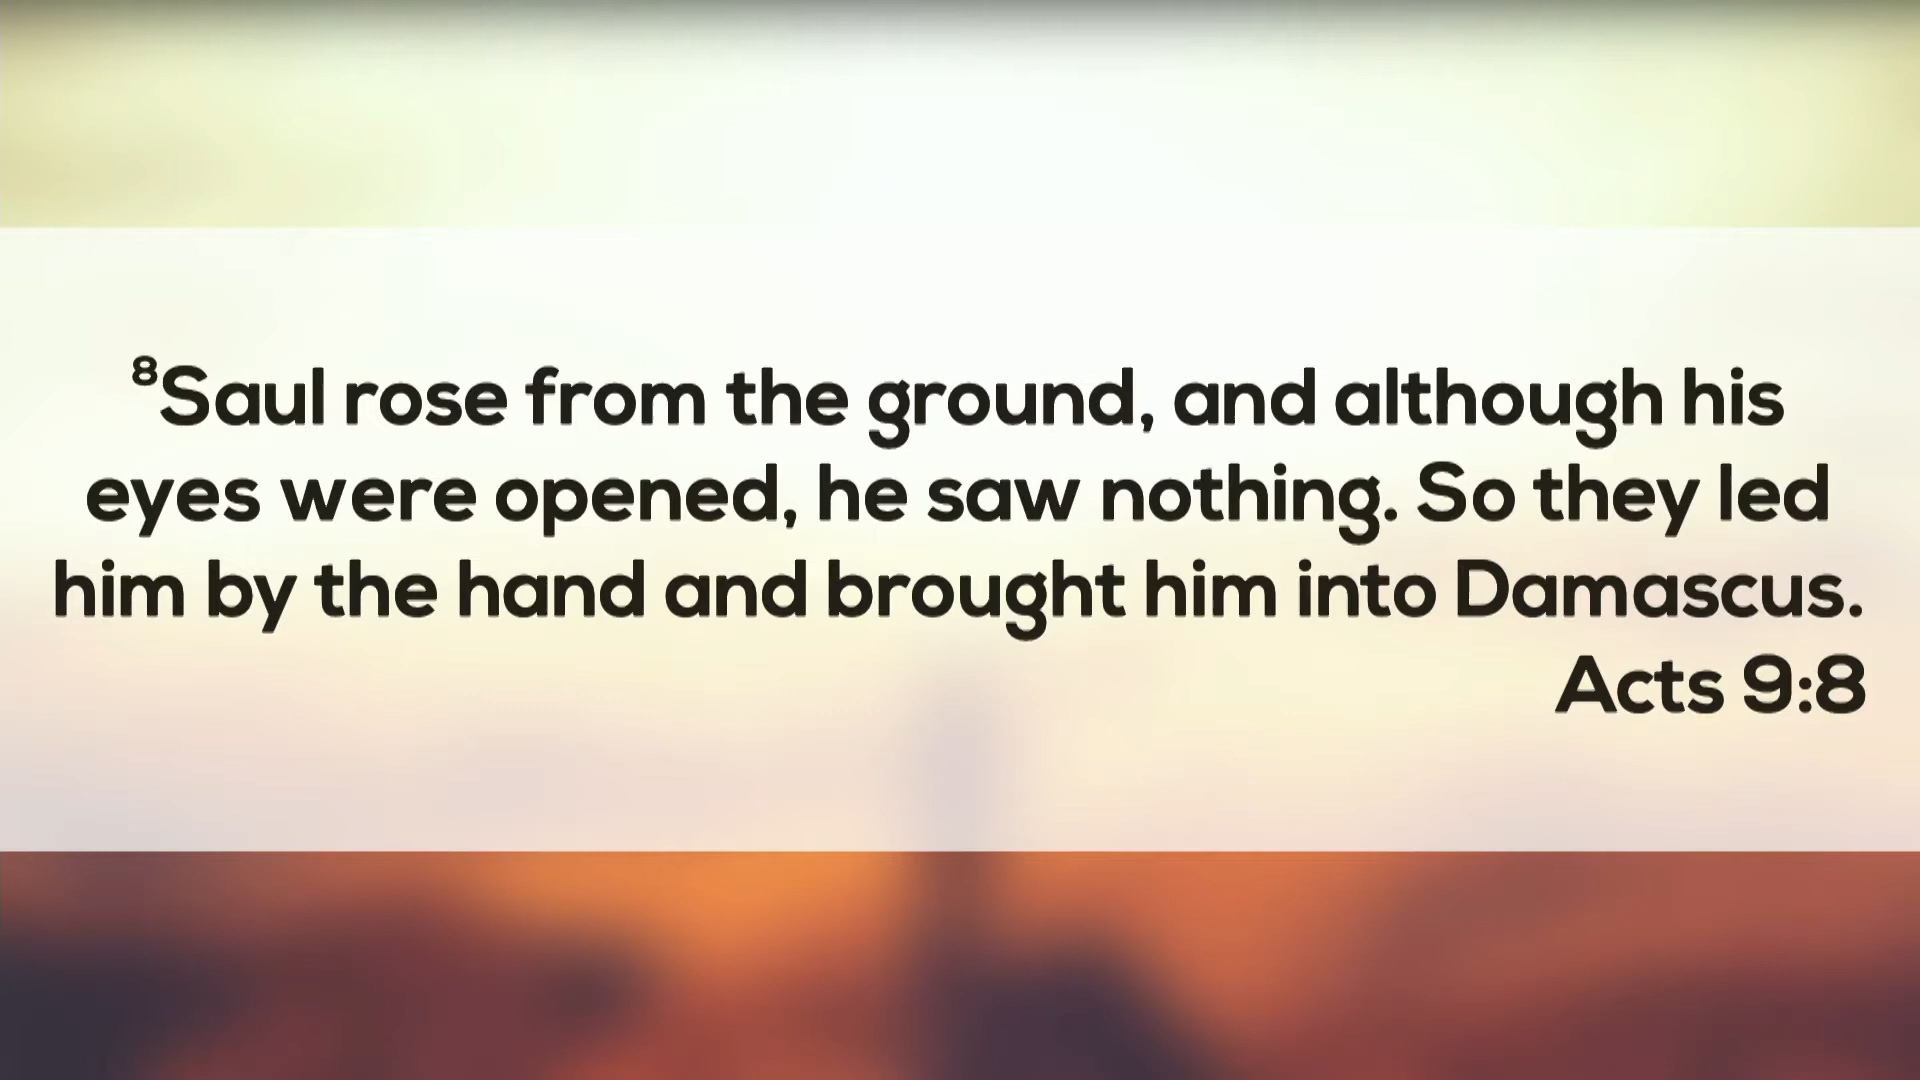 ⁸Saul rose from the ground, and although his
eyes were opened, he saw nothing. So they led
him by the hand and brought him into Damascus.
Acts 9:8